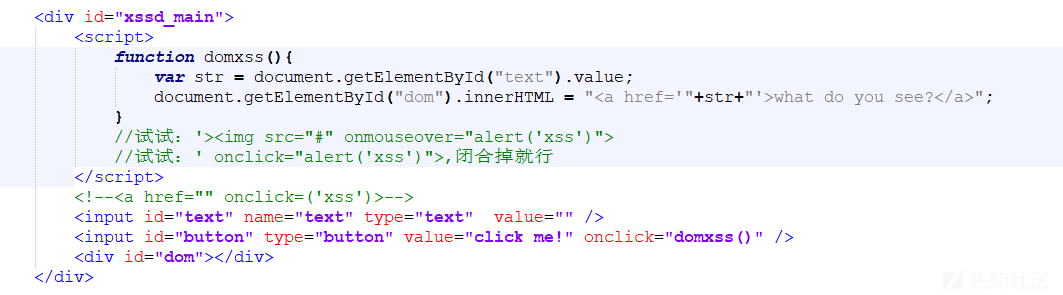 <div id="xssd_main">
<script>
function domxss(){
var str = document.getElementById("text").value;
document.getElementById("dom").innerHTML = "<a href='"+str+"'>what do you see?</a>";
}
//试试：'><img src="#" onmouseover="alert('xss')">
//试试：' onclick="alert('xss')">,闭合掉就行
</script>
<!--<a href="" onclick=('xss')>-->
<input id="text" name="text" type="text"  value="" />
<input id="button" type="button" value="click me!" onclick="domxss()" />
<div id="dom"></div>
</div>
先知社区